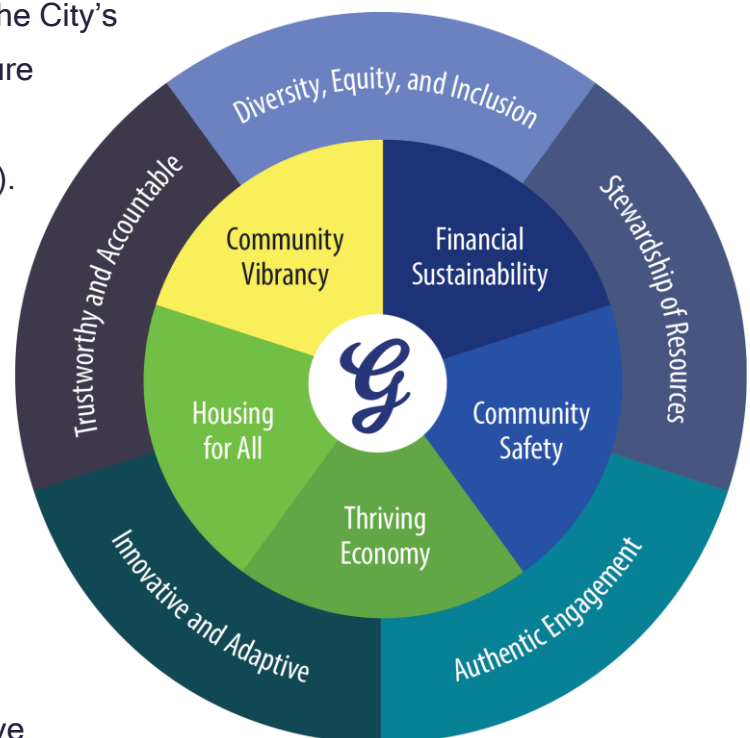 he City's
ure
).
Diversity, Equity, and Inclusion
Stewardship of Resources
Authentic Engagement
Innovative and Adaptive
Trustworthy and Accountable
Community
Vibrancy
Financial
Sustainability
Community
Safety
Thriving
Economy
Housing
for All
G
ve